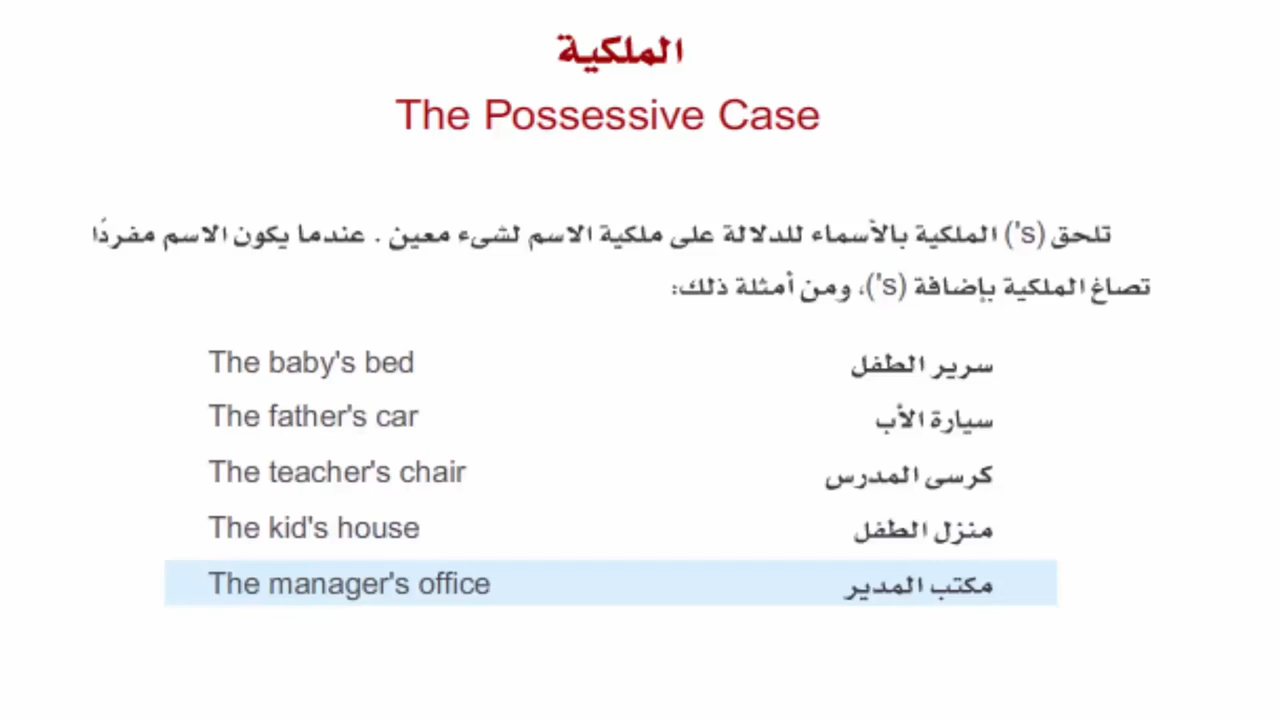 الملكية
The Possessive Case
تلحق (s') الملكية بالأسماء للدلالة على ملكية الاسم لشىء معين . عندما يكون الاسم مفردًا
تصاغ الملكية بإضافة (s')، ومن أمثلة ذلك:
The baby's bed سرير الطفل
The father's car سيارة الأب
The teacher's chair كرسى المدرس
The kid's house منزل الطفل
The manager's office مكتب المدير